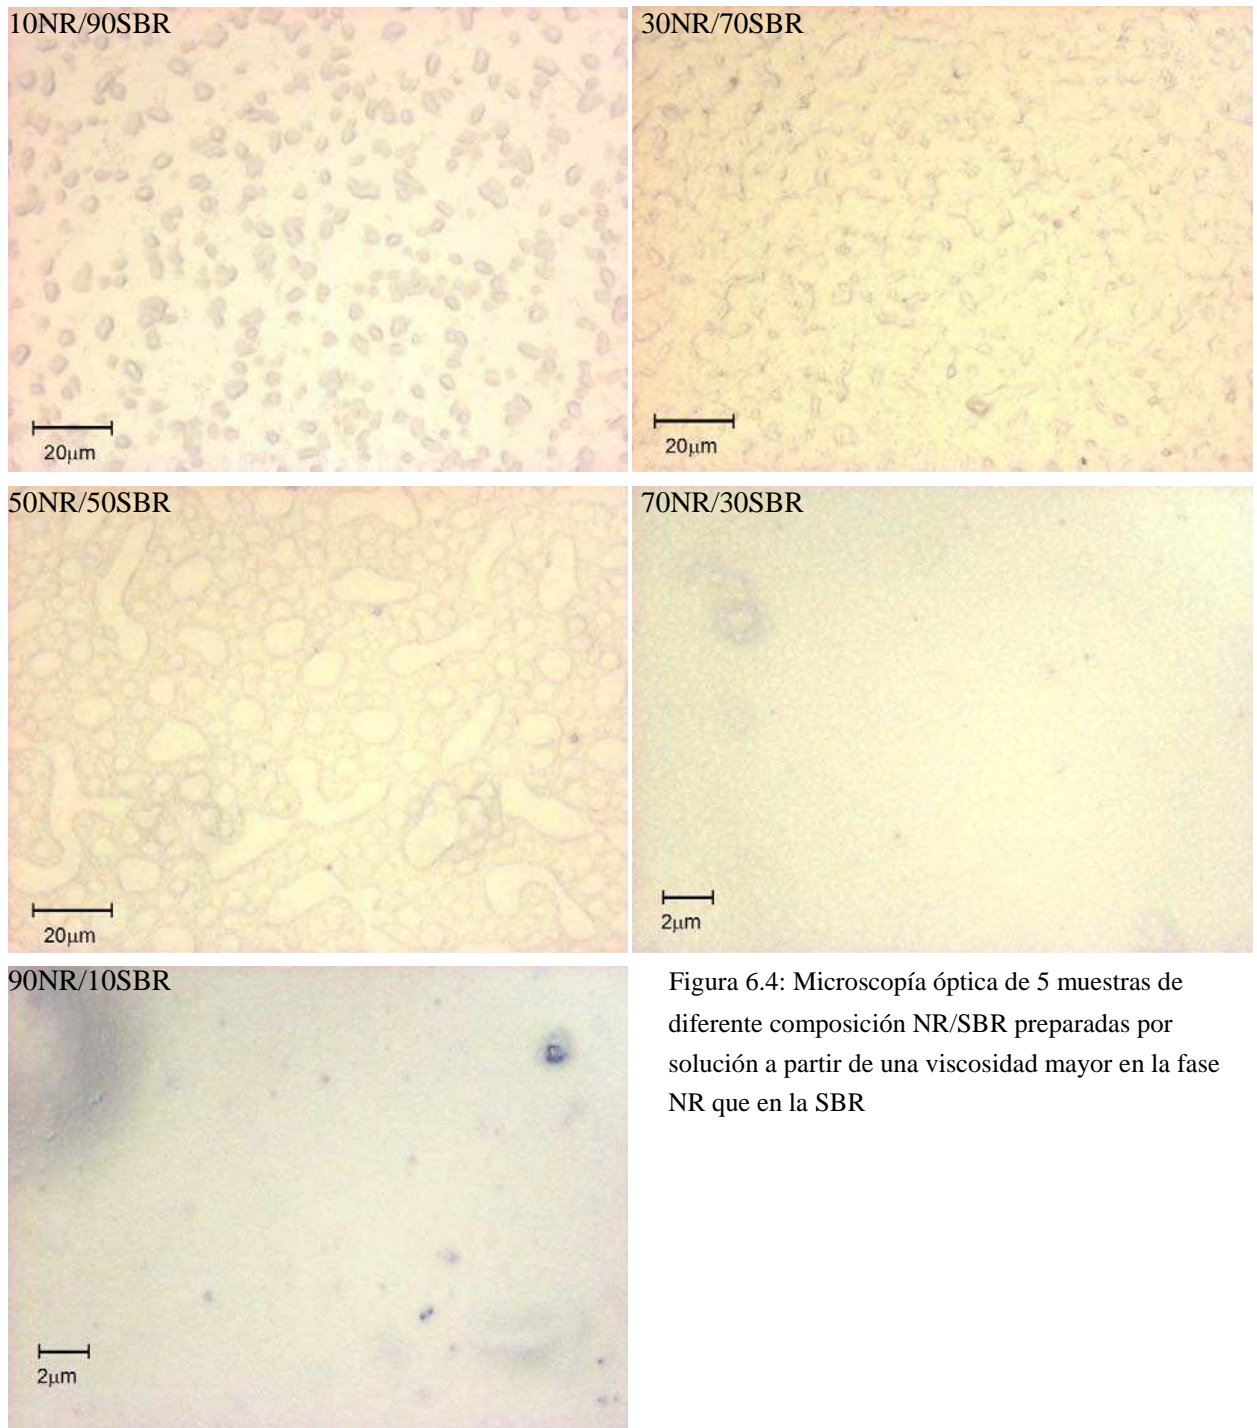 10NR/90SBR
30NR/70SBR
20μm
20μm
50NR/50SBR
70NR/30SBR
20μm
2μm
90NR/10SBR
2μm
Figura 6.4: Microscopía óptica de 5 muestras de
diferente composición NR/SBR preparadas por
solución a partir de una viscosidad mayor en la fase
NR que en la SBR